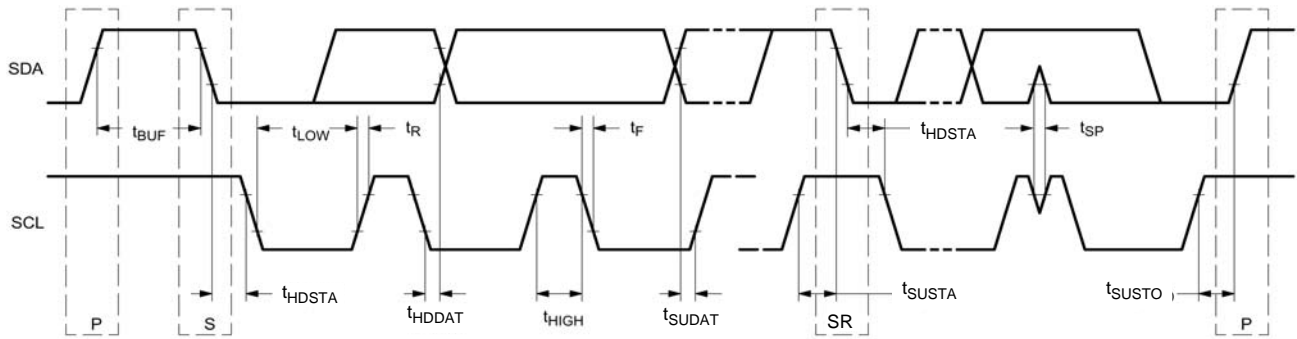 SDA
tBUF
tLOW
tR
tF
tHDSTA
tSP
SCL
tHDSTA
tHDDAT
tHIGH
tSUDAT
tSUSTA
tSUSTO )
P
S
SR
P